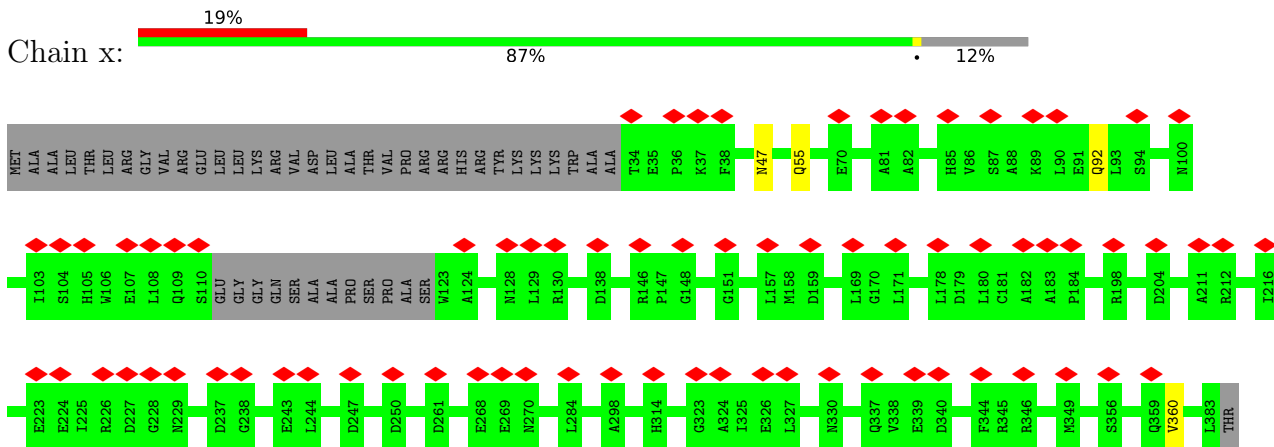 19%
Chain x:
87%
•
12%
MET ALA ALA LEU THR LEU ARG GLY VAL ARG GLU LEU LEU LYS ARG VAL ASP LEU ALA THR VAL PRO ARG ARG HIS ARG TYR LYS LYS LYS TRP ALA ALA T34 E35 P36 K37 F38 N47 Q55 E70 A81 A82 H85 V86 S87 A88 K89 L90 E91 Q92 L93 S94 N100
I103 S104 H105 W106 E107 L108 Q109 S110 GLU GLY GLY GLN SER ALA ALA PRO SER PRO ALA SER W123 A124 N128 L129 R130 D138 R146 P147 G148 G151 L157 M158 D159 L169 G170 L171 L178 D179 L180 C181 A182 A183 P184 R198 D204 A211 R212 I216
E223 E224 I225 R226 D227 G228 N229 D237 G238 E243 L244 D247 D250 D261 E268 E269 N270 L284 A298 H314 G323 A324 I325 E326 L327 N330 Q337 V338 E339 D340 F344 R345 R346 M349 S356 Q359 V360 L383 THR